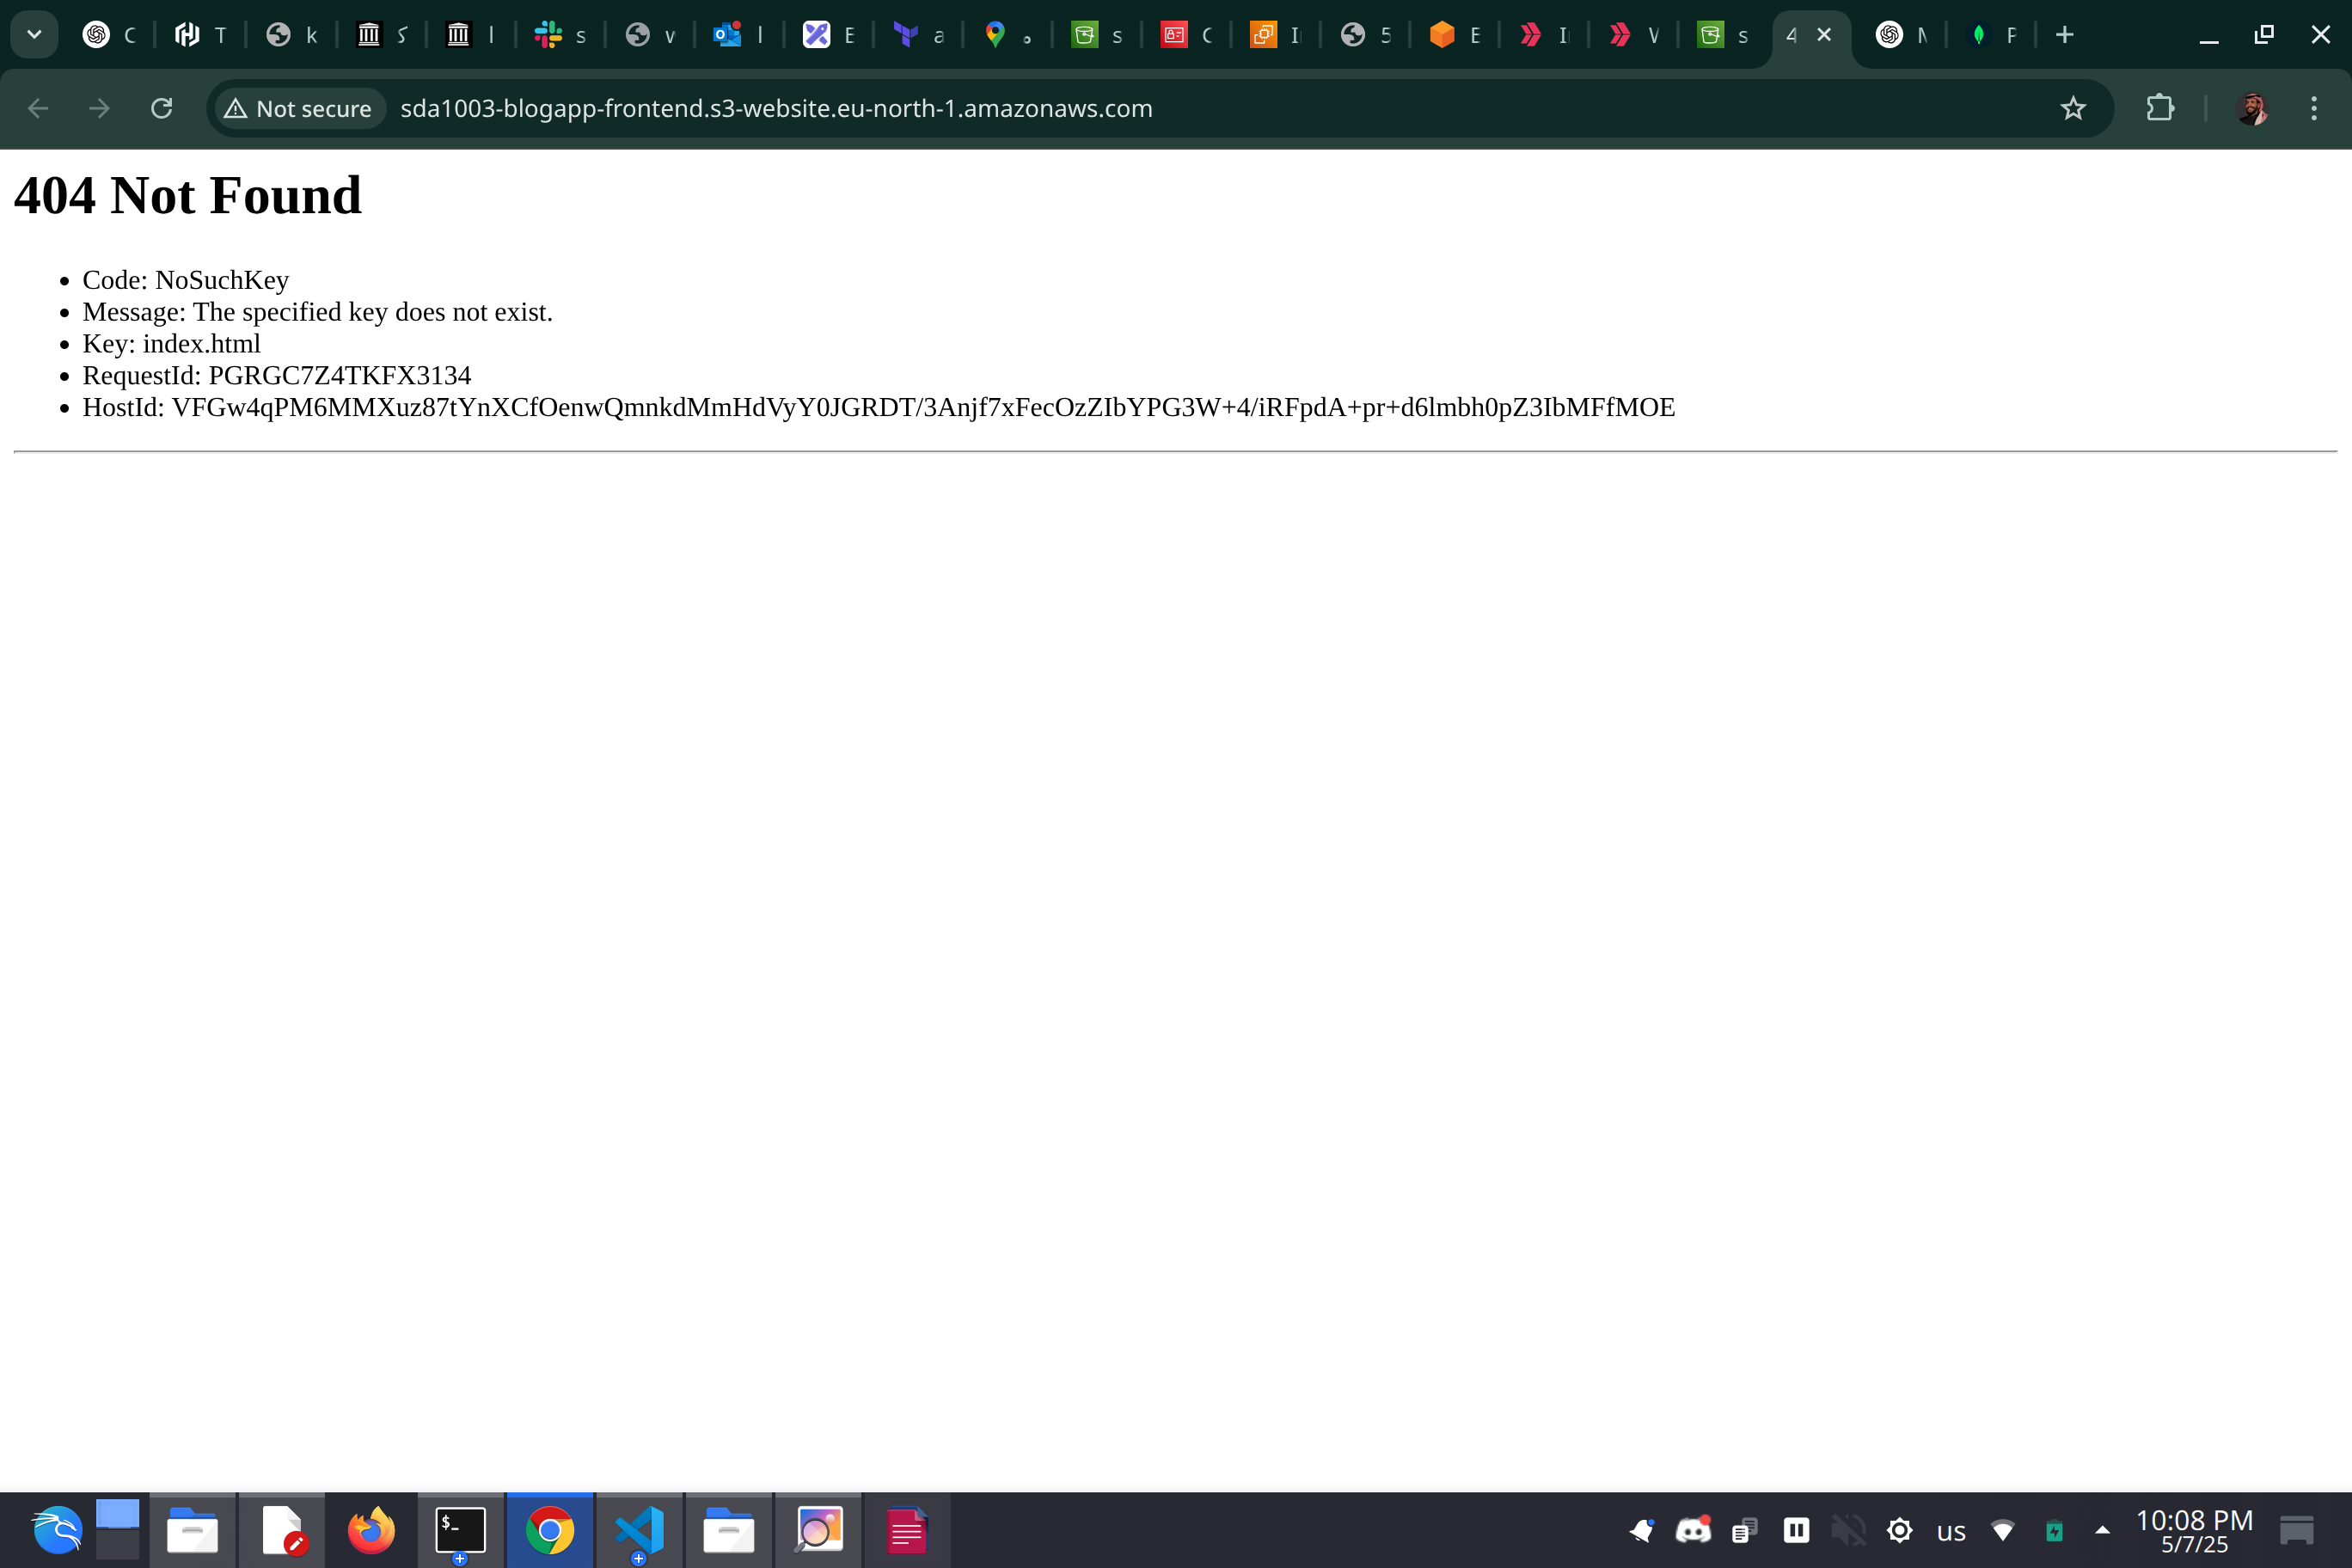 C
T
k
S
l
s
v
l
E
a
s
C
I
5
E
I
V
s
4
N
F
Not secure
sda1003-blogapp-frontend.s3-website.eu-north-1.amazonaws.com
404 Not Found
Code: NoSuchKey
Message: The specified key does not exist.
Key: index.html
RequestId: PGRGC7Z4TKFX3134
HostId: VFGw4qPM6MMXuz87tYnXCfOenwQmnkdMmHdVyY0JGRDT/3Anjf7xFecOzZIbYPG3W+4/iRFpdA+pr+d6lmbh0pZ3IbMFfMOE
$_
us
10:08 PM
5/7/25